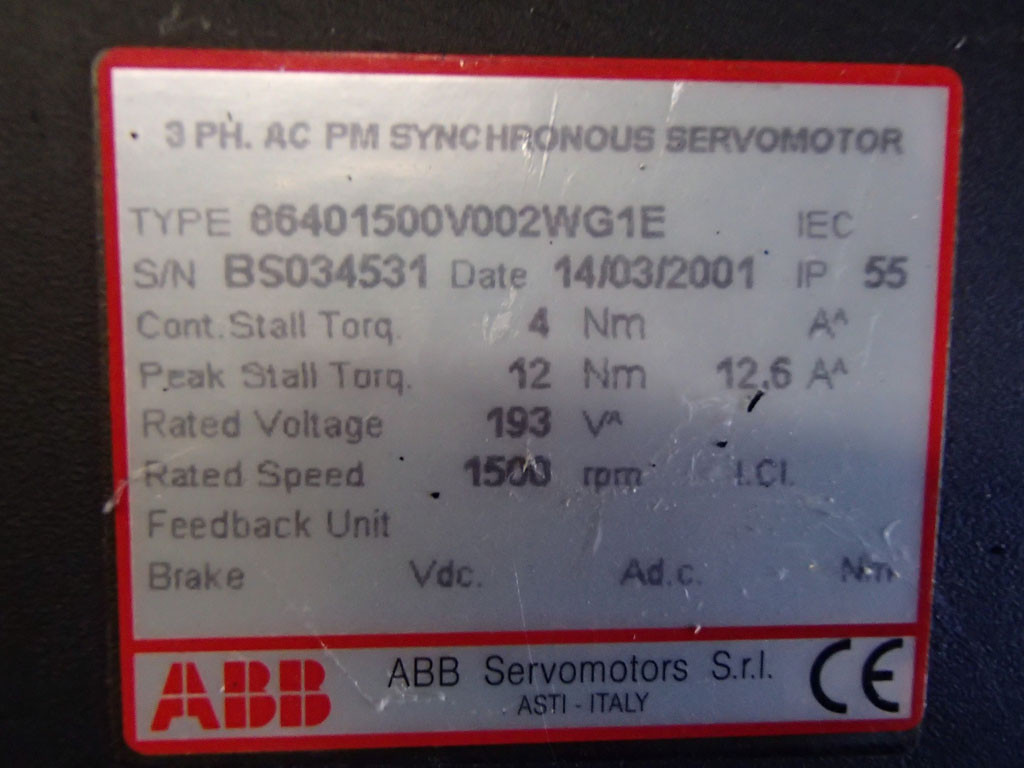 3 PH. AC PM SYNCHRONOUS SERVOMOTOR
TYPE 86401500V002WG1E IEC
S/N BS034531 Date 14/03/2001 IP 55
Cont.Stall Torq. 4 Nm A^
Peak Stall Torq. 12 Nm 12,6 A^
Rated Voltage 193 V^
Rated Speed 1500 rpm I.Cl.
Feedback Unit
Brake Vdc. Ad.c. Nm
ABB ABB Servomotors S.r.l. CE
ASTI - ITALY